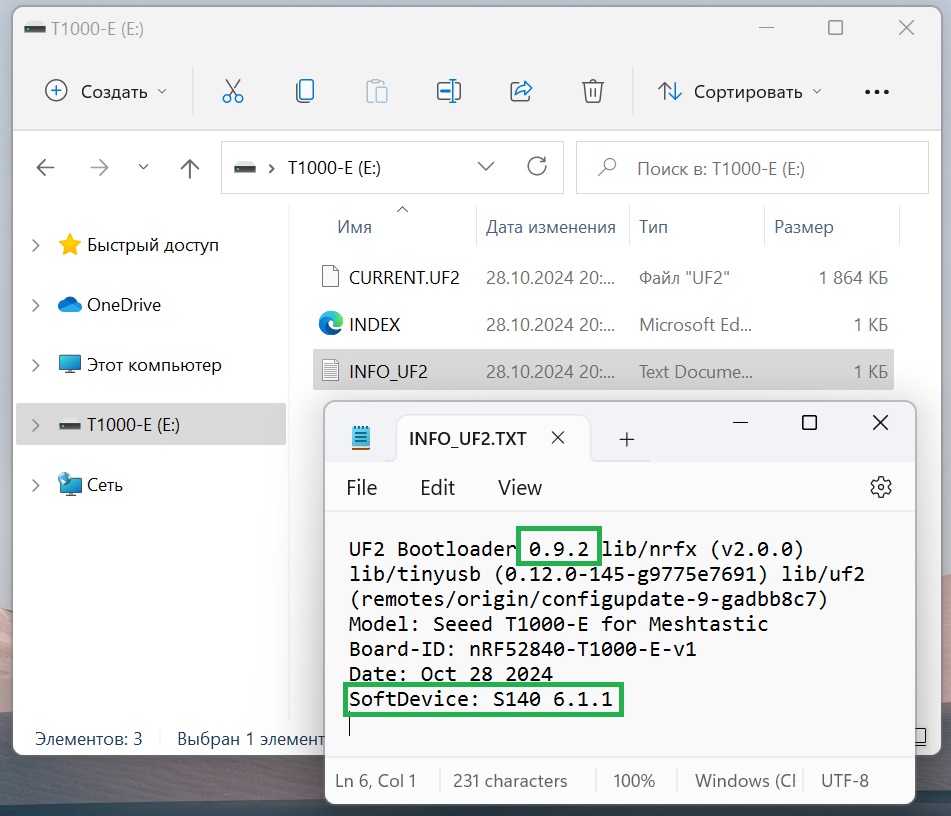 T1000-E (E:)
Создать
Сортировать
T1000-E (E:)
Поиск в: T1000-E (E:)
Имя Дата изменения Тип Размер
Быстрый доступ
OneDrive
Этот компьютер
T1000-E (E:)
Сеть
CURRENT.UF2 28.10.2024 20:... Файл "UF2" 1 864 КБ
INDEX 28.10.2024 20:... Microsoft Ed... 1 КБ
INFO_UF2 28.10.2024 20:... Text Docume... 1 КБ
Элементов: 3 Выбран 1 элемент
INFO_UF2.TXT
File Edit View
UF2 Bootloader 0.9.2 lib/nrfx (v2.0.0)
lib/tinyusb (0.12.0-145-g9775e7691) lib/uf2
(remotes/origin/configupdate-9-gadbb8c7)
Model: Seeed T1000-E for Meshtastic
Board-ID: nRF52840-T1000-E-v1
Date: Oct 28 2024
SoftDevice: S140 6.1.1
Ln 6, Col 1 231 characters 100% Windows (Cl UTF-8